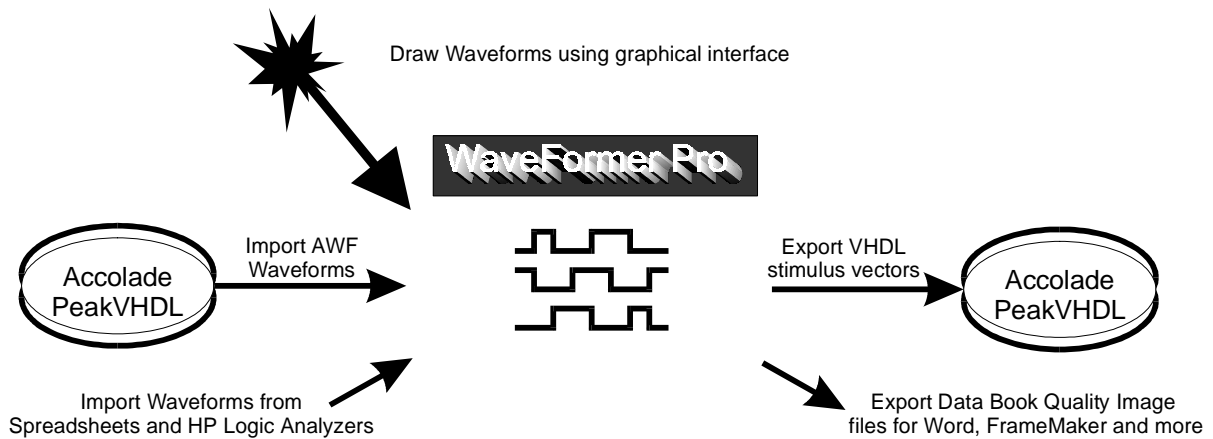 Draw Waveforms using graphical interface
WaveFormer Pro
Accolade
PeakVHDL
Import AWF
Waveforms
Export VHDL
stimulus vectors
Accolade
PeakVHDL
Import Waveforms from
Spreadsheets and HP Logic Analyzers
Export Data Book Quality Image
files for Word, FrameMaker and more